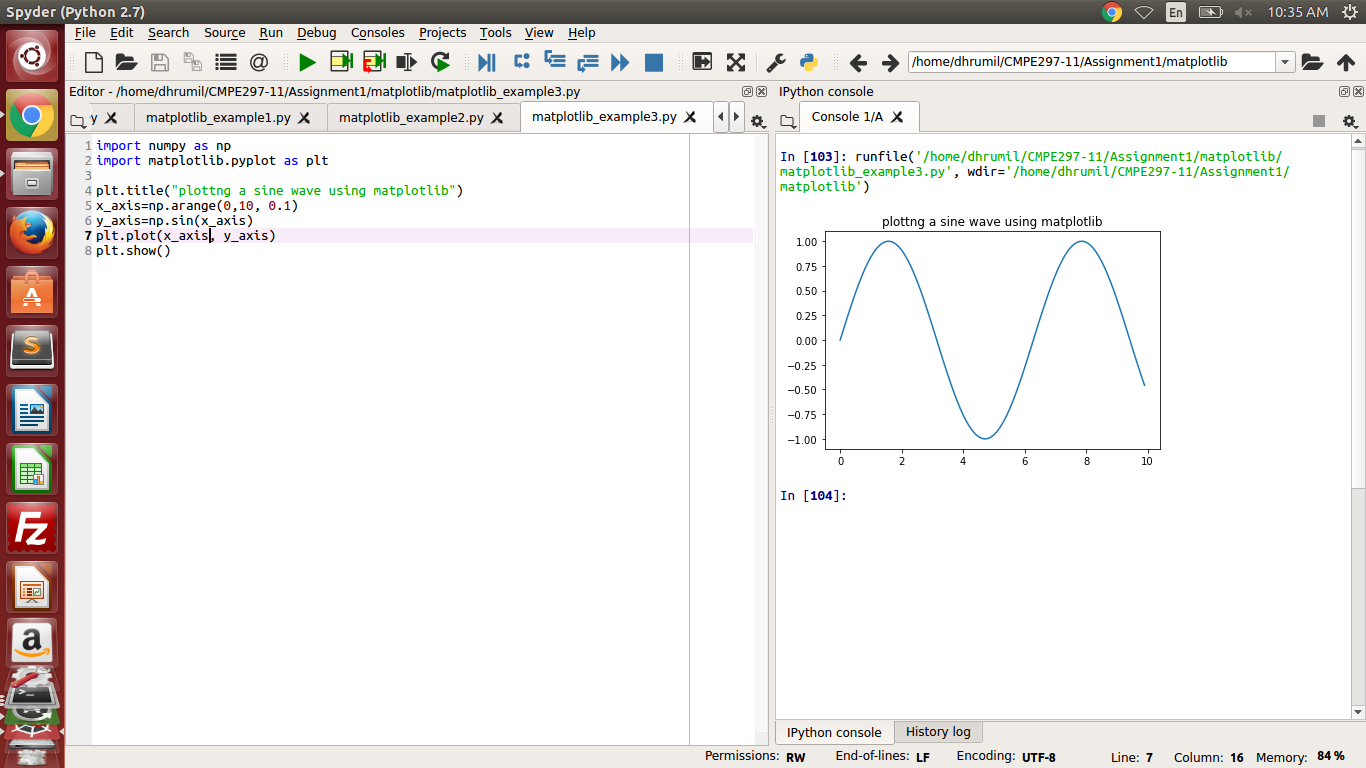 Spyder (Python 2.7)
En
10:35 AM
File Edit Search Source Run Debug Consoles Projects Tools View Help
@
/home/dhrumil/CMPE297-11/Assignment1/matplotlib
Editor - /home/dhrumil/CMPE297-11/Assignment1/matplotlib/matplotlib_example3.py
y matplotlib_example1.py matplotlib_example2.py matplotlib_example3.py
1 import numpy as np
2 import matplotlib.pyplot as plt
3
4 plt.title("plottng a sine wave using matplotlib")
5 x_axis=np.arange(0,10, 0.1)
6 y_axis=np.sin(x_axis)
7 plt.plot(x_axis, y_axis)
8 plt.show()
IPython console
Console 1/A
In [103]: runfile('/home/dhrumil/CMPE297-11/Assignment1/matplotlib/
matplotlib_example3.py', wdir='/home/dhrumil/CMPE297-11/Assignment1/
matplotlib')
plottng a sine wave using matplotlib
1.00
0.75
0.50
0.25
0.00
−0.25
−0.50
−0.75
−1.00
0 2 4 6 8 10
In [104]:
IPython console History log
Permissions: RW End-of-lines: LF Encoding: UTF-8 Line: 7 Column: 16 Memory: 84 %
A
S
Fz
a